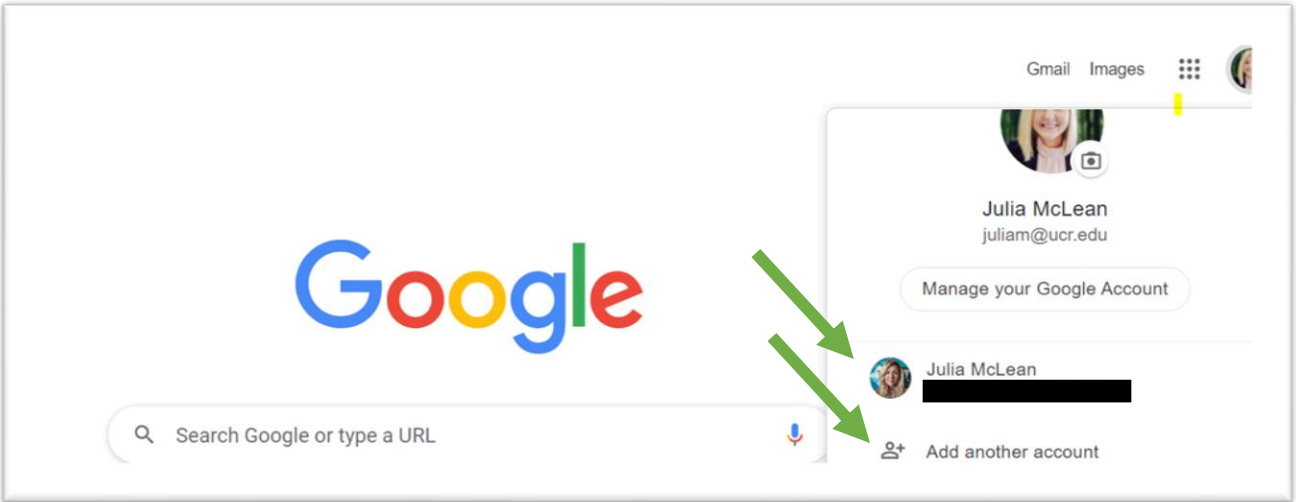 Gmail Images
Julia McLean
juliam@ucr.edu
Manage your Google Account
Google
Julia McLean
Search Google or type a URL
Add another account